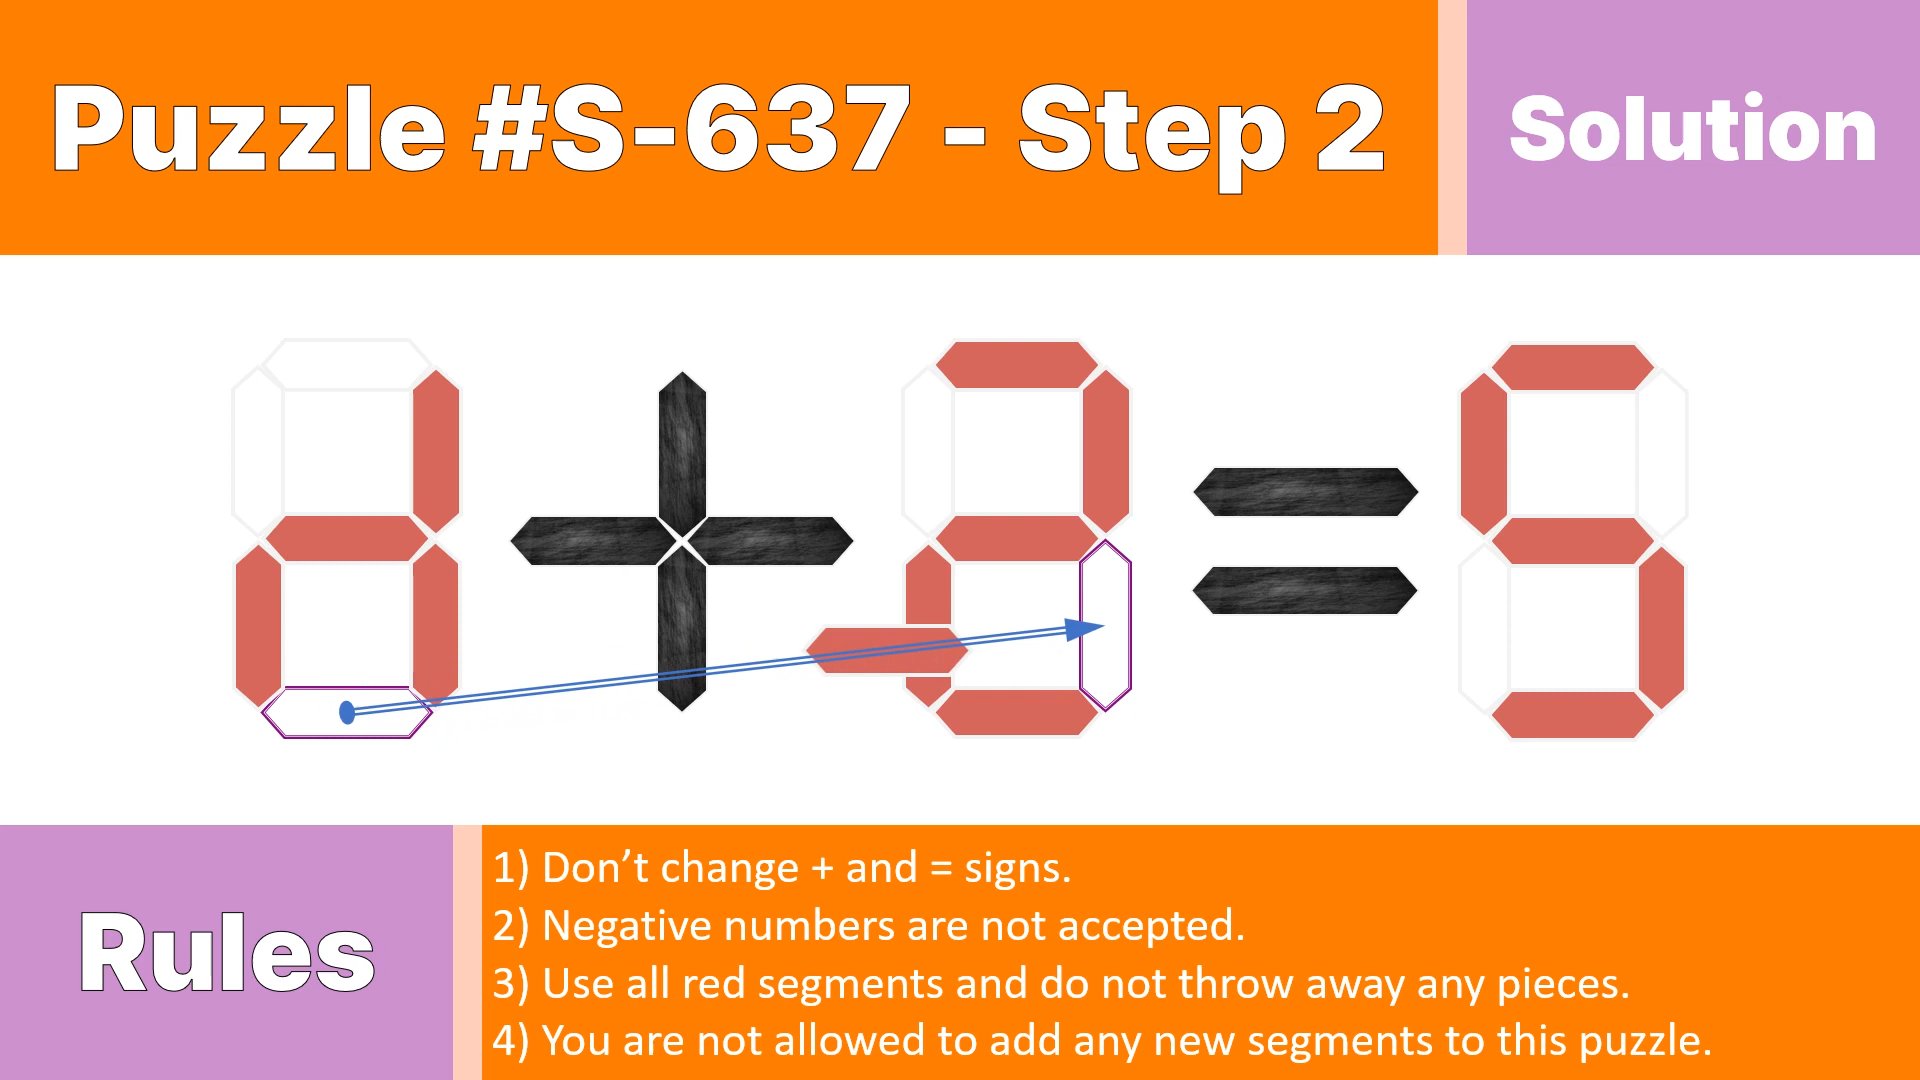 Puzzle #S-637 - Step 2
Solution
Rules
1) Don’t change + and = signs.
2) Negative numbers are not accepted.
3) Use all red segments and do not throw away any pieces.
4) You are not allowed to add any new segments to this puzzle.